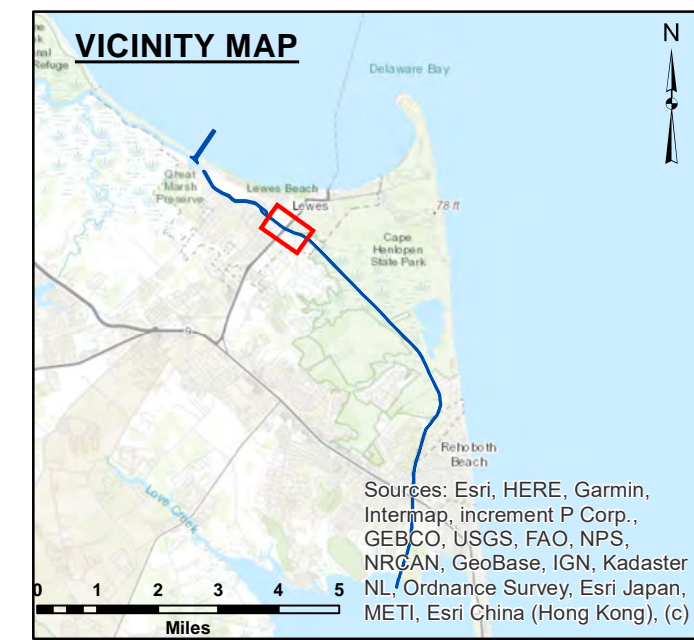 VICINITY MAP
N
nal
Refuge
Delaware Bay
Great
Marsh
Preserve
Lewes Beach
Lewes
78 ft
Cape
Henlopen
State Park
9
Rehoboth
Beach
Love Creek
Sources: Esri, HERE, Garmin,
Intermap, increment P Corp.,
GEBCO, USGS, FAO, NPS,
NRCAN, GeoBase, IGN, Kadaster
NL, Ordnance Survey, Esri Japan,
METI, Esri China (Hong Kong), (c)
0 1 2 3 4 5
Miles